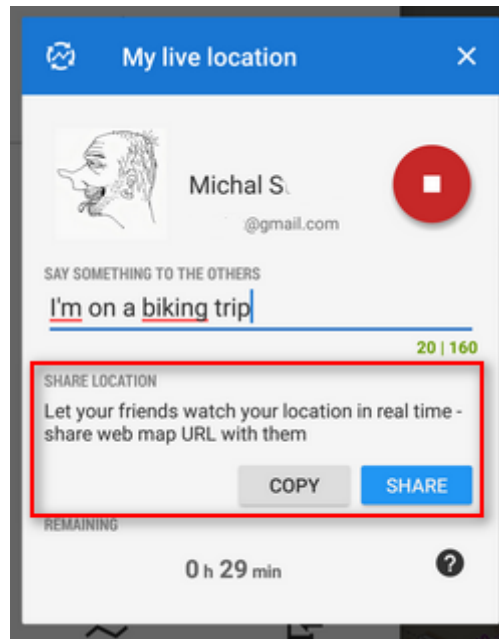 My live location
Michal S
@gmail.com
SAY SOMETHING TO THE OTHERS
I'm on a biking trip
20 | 160
SHARE LOCATION
Let your friends watch your location in real time -
share web map URL with them
COPY SHARE
REMAINING
0 h 29 min